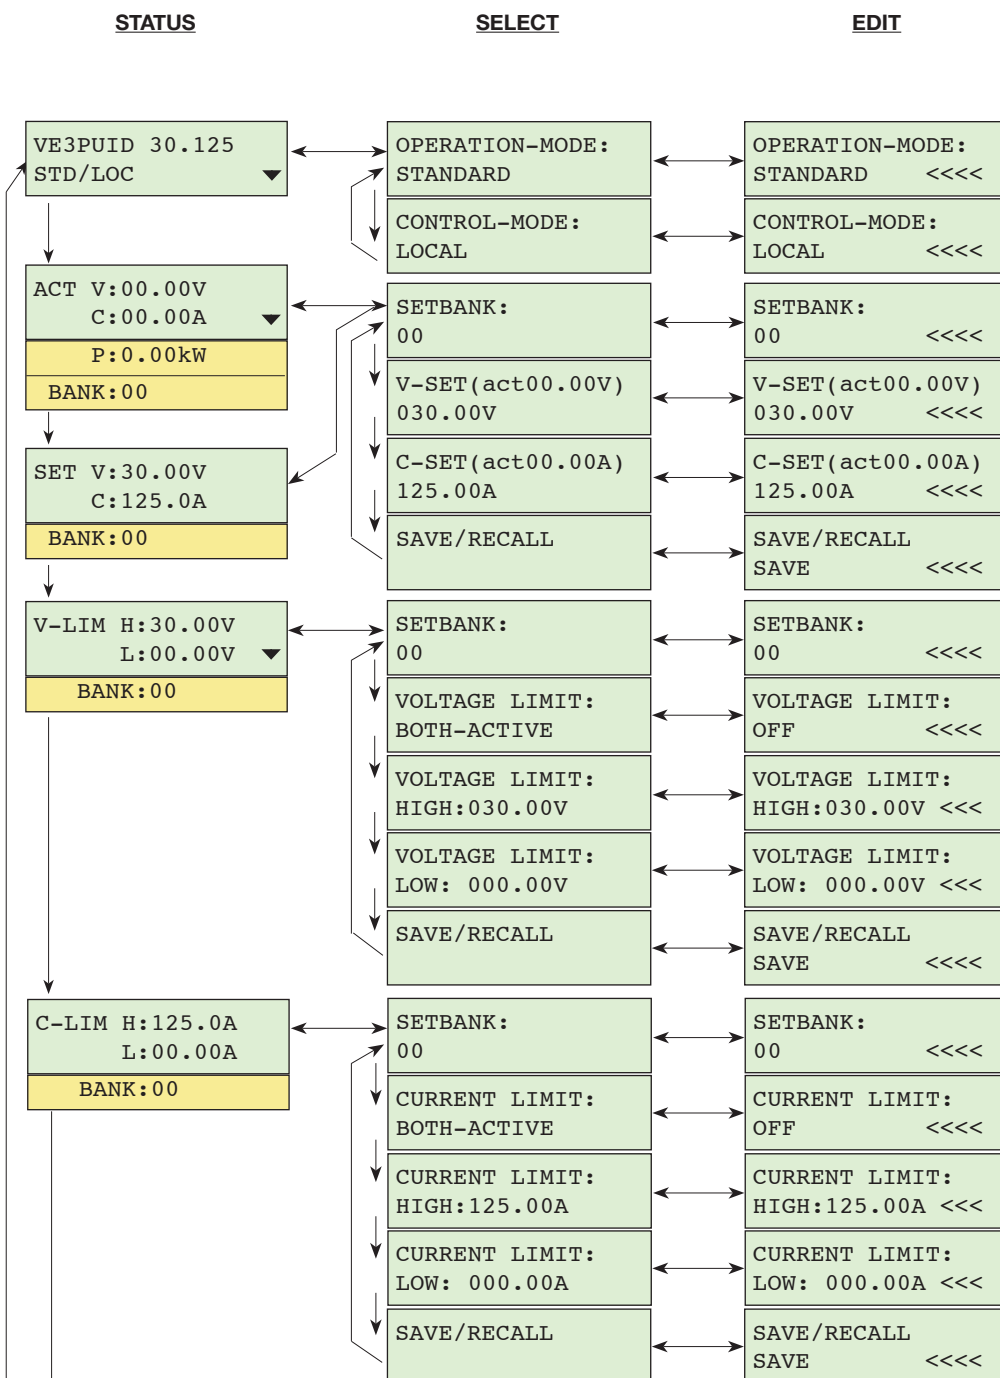 STATUS
SELECT
EDIT
VE3PUID 30.125
STD/LOC
OPERATION-MODE:
STANDARD
OPERATION-MODE:
STANDARD <<<<
CONTROL-MODE:
LOCAL
CONTROL-MODE:
LOCAL <<<<
ACT V:00.00V
C:00.00A
P:0.00kW
BANK:00
SETBANK:
00
SETBANK:
00 <<<<
V-SET(act00.00V)
030.00V
V-SET(act00.00V)
030.00V <<<<
SET V:30.00V
C:125.0A
BANK:00
C-SET(act00.00A)
125.00A
C-SET(act00.00A)
125.00A <<<<
SAVE/RECALL
SAVE/RECALL
SAVE <<<<
V-LIM H:30.00V
L:00.00V
BANK:00
SETBANK:
00
SETBANK:
00 <<<<
VOLTAGE LIMIT:
BOTH-ACTIVE
VOLTAGE LIMIT:
OFF <<<<
VOLTAGE LIMIT:
HIGH:030.00V
VOLTAGE LIMIT:
HIGH:030.00V <<<
VOLTAGE LIMIT:
LOW: 000.00V
VOLTAGE LIMIT:
LOW: 000.00V <<<
SAVE/RECALL
SAVE/RECALL
SAVE <<<<
C-LIM H:125.0A
L:00.00A
BANK:00
SETBANK:
00
SETBANK:
00 <<<<
CURRENT LIMIT:
BOTH-ACTIVE
CURRENT LIMIT:
OFF <<<<
CURRENT LIMIT:
HIGH:125.00A
CURRENT LIMIT:
HIGH:125.00A <<<
CURRENT LIMIT:
LOW: 000.00A
CURRENT LIMIT:
LOW: 000.00A <<<
SAVE/RECALL
SAVE/RECALL
SAVE <<<<